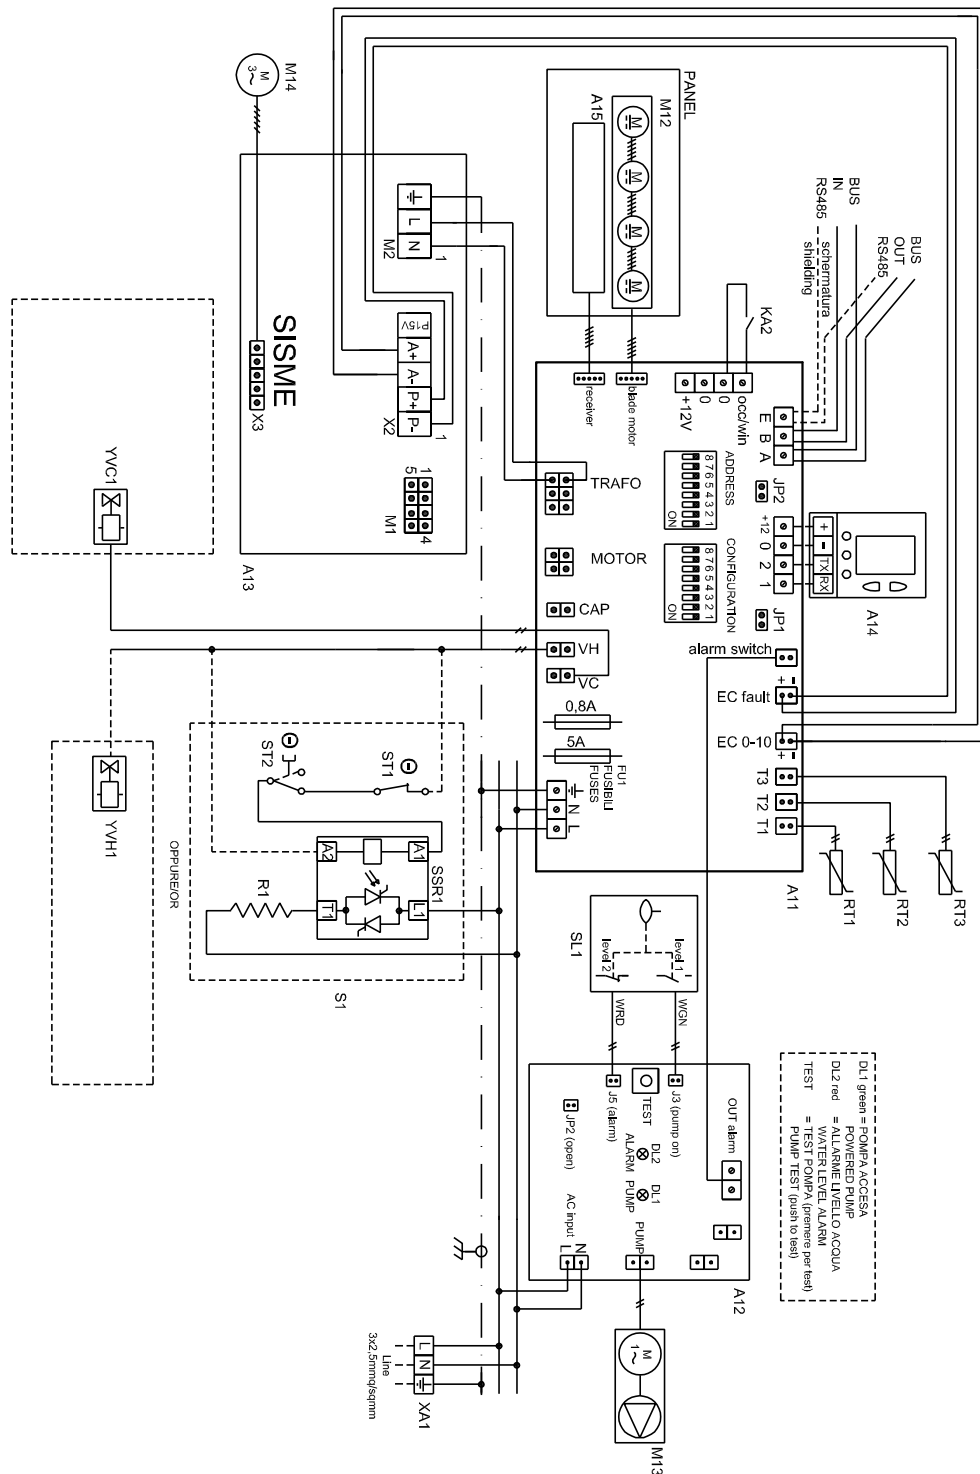 M14
M
3~
PANEL
M12
A15
M
M
M
M
BUS
IN
RS485
BUS
OUT
RS485
schermatura
shielding
KA2
occ/win
0
0
+12V
blade motor
receiver
E
B
A
JP2
ADDRESS
8 7 6 5 4 3 2 1
ON
CONFIGURATION
8 7 6 5 4 3 2 1
ON
+12
0
2
1
+
-
TX
RX
A14
JP1
TRAFO
MOTOR
CAP
VH
VC
alarm switch
+ -
EC fault
EC 0-10
+ -
T3
T2
T1
0,8A
5A
FU1
FUSIBILI
FUSES
N
L
A11
RT1
RT2
RT3
L
N
M2
1
P15V
A+
A-
P+
P-
X2
1
SISME
X3
1
5
4
M1
A13
YVC1
YVH1
OPPURE/OR
ST2
ST1
A2
A1
SSR1
T1
L1
R1
S1
SL1
level 2
level 1
WRD
WGN
J5 (alarm)
J3 (pump on)
TEST
OUT alarm
JP2 (open)
DL2
ALARM
DL1
PUMP
AC input
L
N
PUMP
A12
DL1 green = POMPA ACCESA
POWERED PUMP
DL2 red = ALLARME LIVELLO ACQUA
WATER LEVEL ALARM
TEST = TEST POMPA (premere per test)
PUMP TEST (push to test)
M
1~
M13
L
N
XA1
Line
3x2,5mmq/sqmm